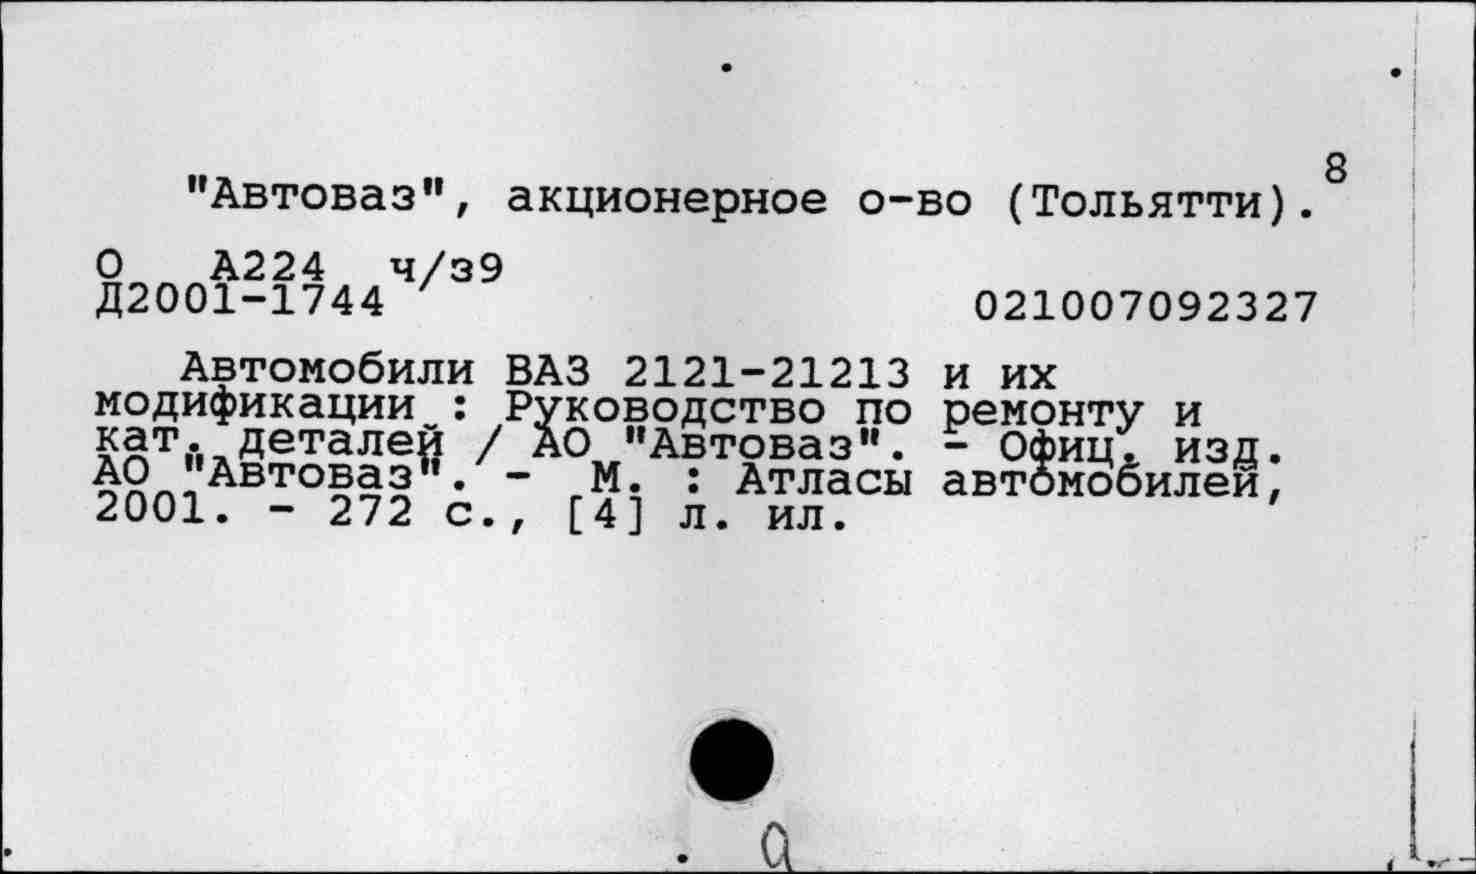 8
"Автоваз", акционерное о-во (Тольятти).
О А224 ч/з9
Д2001-1744 021007092327
Автомобили ВАЗ 2121-21213 и их
модификации : Руководство по ремонту и
кат. деталей / АО "Автоваз". - Офиц. изд.
АО "Автоваз". - М. : Атласы автомобилей,
2001. - 272 с., [4] л. ил.